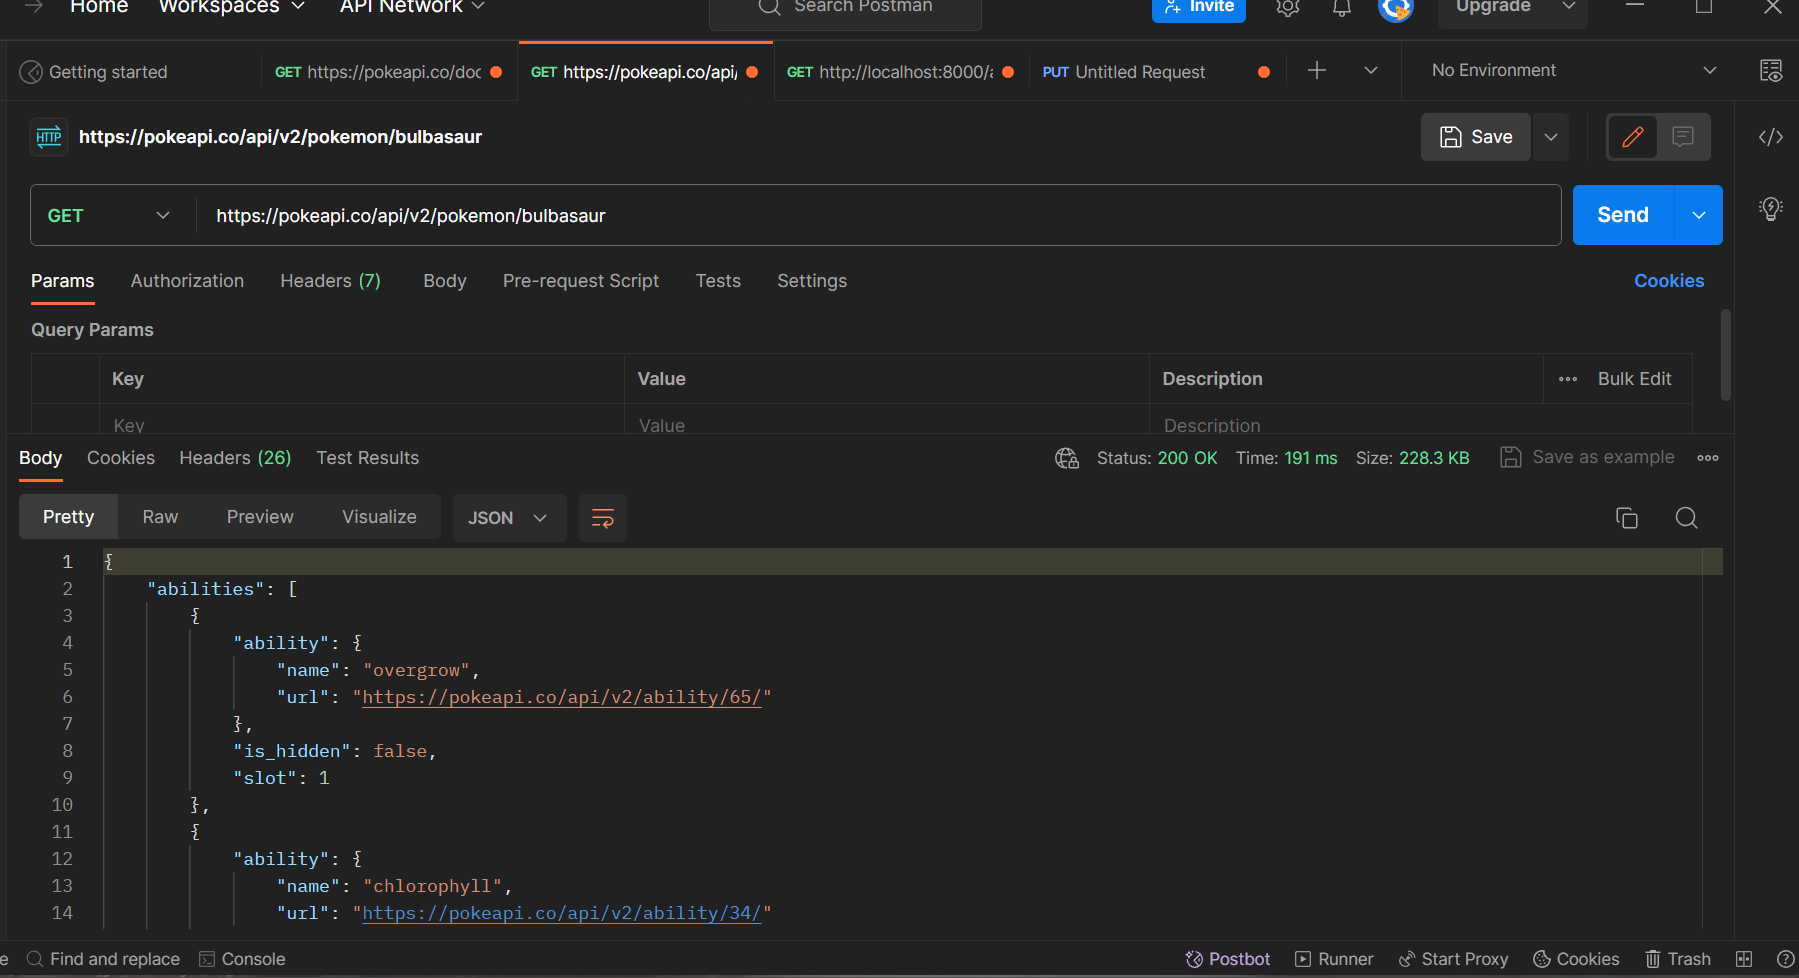 Home Workspaces API Network Search Postman Invite Upgrade
Getting started GET https://pokeapi.co/doc GET https://pokeapi.co/api/ GET http://localhost:8000/a PUT Untitled Request No Environment
HTTP https://pokeapi.co/api/v2/pokemon/bulbasaur Save
GET https://pokeapi.co/api/v2/pokemon/bulbasaur Send
Params Authorization Headers (7) Body Pre-request Script Tests Settings Cookies
Query Params
Key Value Description Bulk Edit
Key Value Description
Body Cookies Headers (26) Test Results Status: 200 OK Time: 191 ms Size: 228.3 KB Save as example
Pretty Raw Preview Visualize JSON
1 {
2 "abilities": [
3 {
4 "ability": {
5 "name": "overgrow",
6 "url": "https://pokeapi.co/api/v2/ability/65/"
7 },
8 "is_hidden": false,
9 "slot": 1
10 },
11 {
12 "ability": {
13 "name": "chlorophyll",
14 "url": "https://pokeapi.co/api/v2/ability/34/"
e Find and replace Console Postbot Runner Start Proxy Cookies Trash